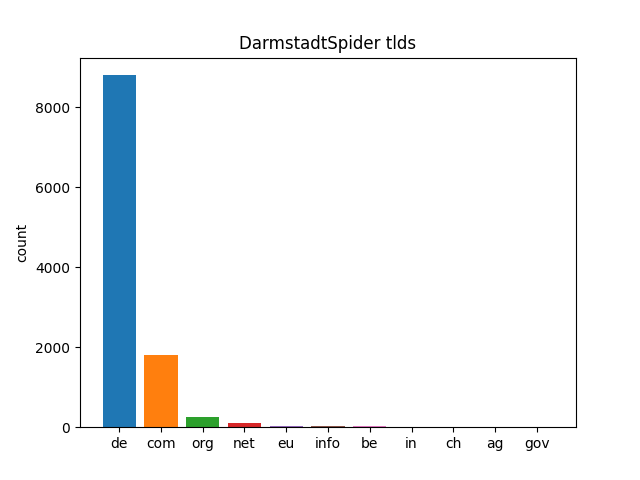 DarmstadtSpider tlds
count
8000
6000
4000
2000
0
de com org net eu info be in ch ag gov